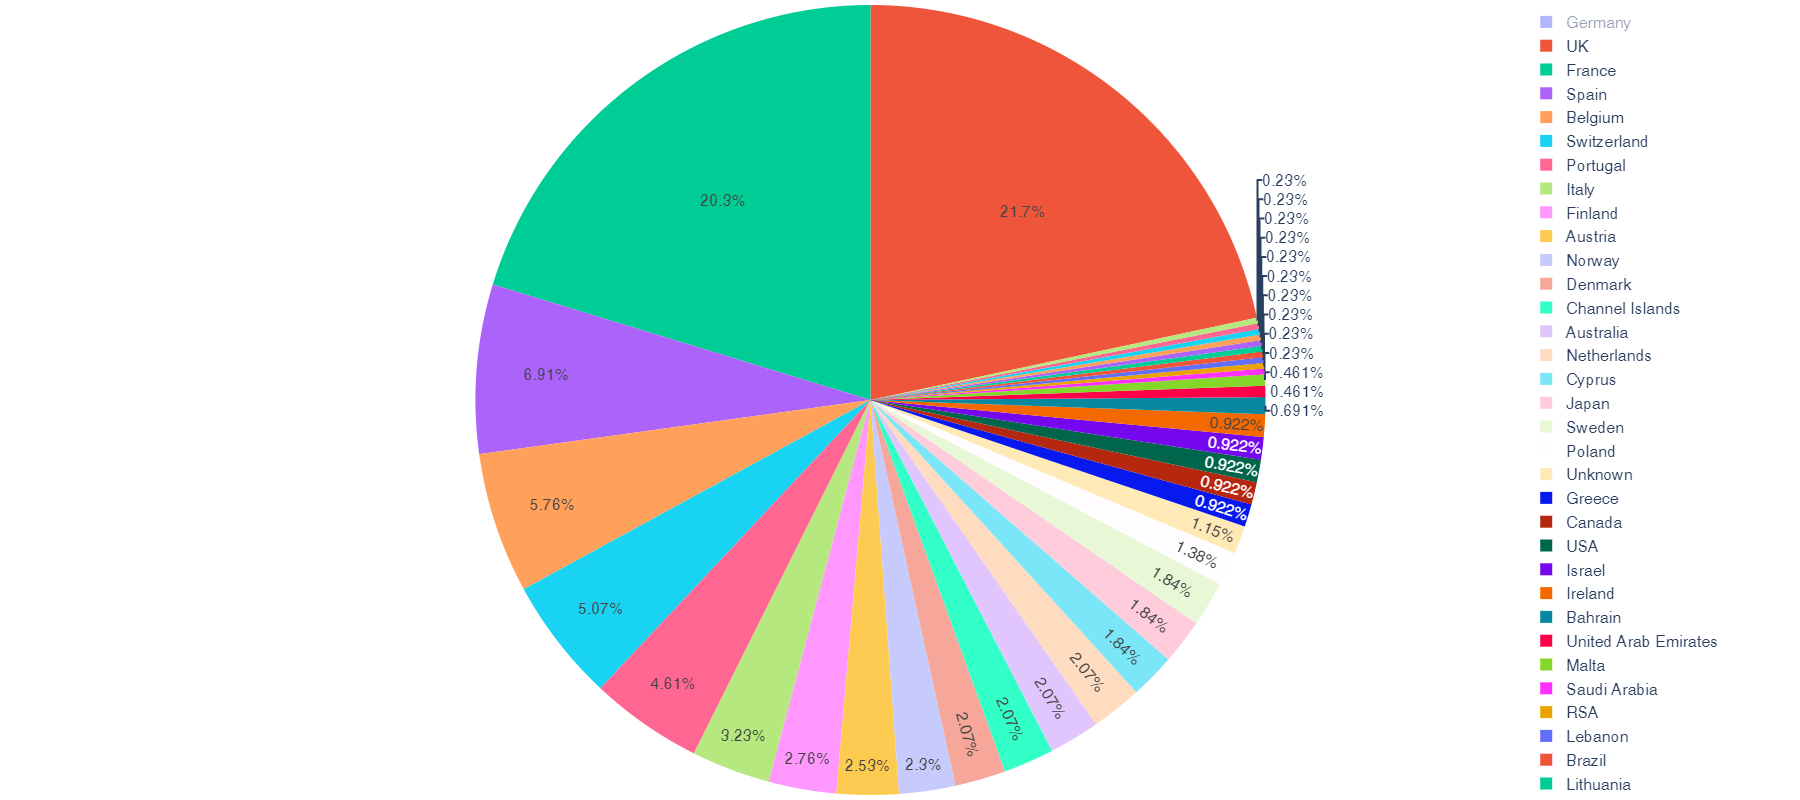 20.3%
21.7%
6.91%
5.76%
5.07%
4.61%
3.23%
2.76%
2.53%
2.3%
2.07%
2.07%
2.07%
2.07%
1.84%
1.84%
1.84%
1.38%
1.15%
0.922%
0.922%
0.922%
0.922%
0.922%
0.691%
0.461%
0.461%
0.23%
0.23%
0.23%
0.23%
0.23%
0.23%
0.23%
0.23%
0.23%
0.23%
Germany
UK
France
Spain
Belgium
Switzerland
Portugal
Italy
Finland
Austria
Norway
Denmark
Channel Islands
Australia
Netherlands
Cyprus
Japan
Sweden
Poland
Unknown
Greece
Canada
USA
Israel
Ireland
Bahrain
United Arab Emirates
Malta
Saudi Arabia
RSA
Lebanon
Brazil
Lithuania